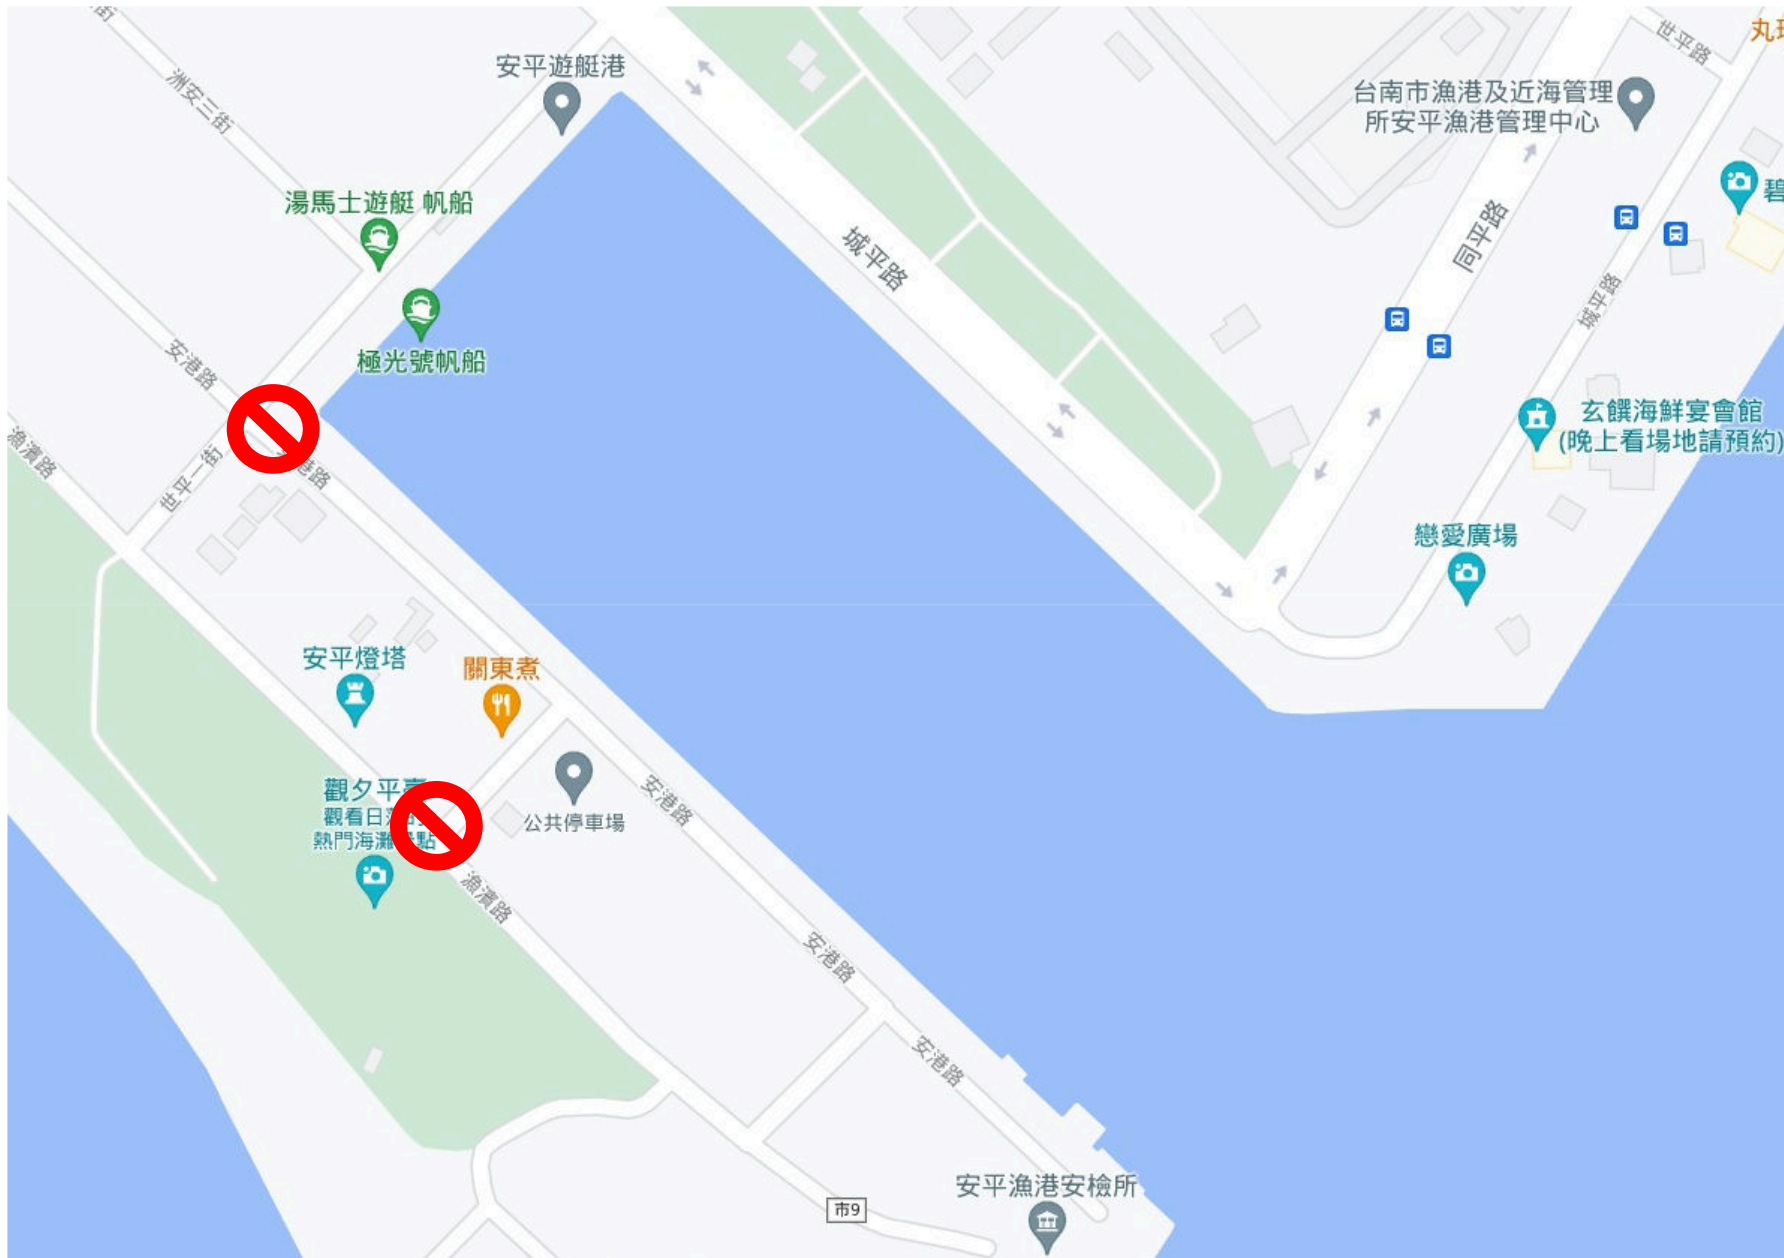 世平路
安平遊艇港
台南市漁港及近海管理
所安平漁港管理中心
洲安三街
湯馬士遊艇 帆船
碧
城平路
同平路
城平路
極光號帆船
安港路
玄饌海鮮宴會館
(晚上看場地請預約)
漁濱路
世平一街
港路
戀愛廣場
安平燈塔
關東煮
觀夕平
觀看日
熱門海灘 點
公共停車場
安港路
漁濱路
安港路
安港路
安平漁港安檢所
市9